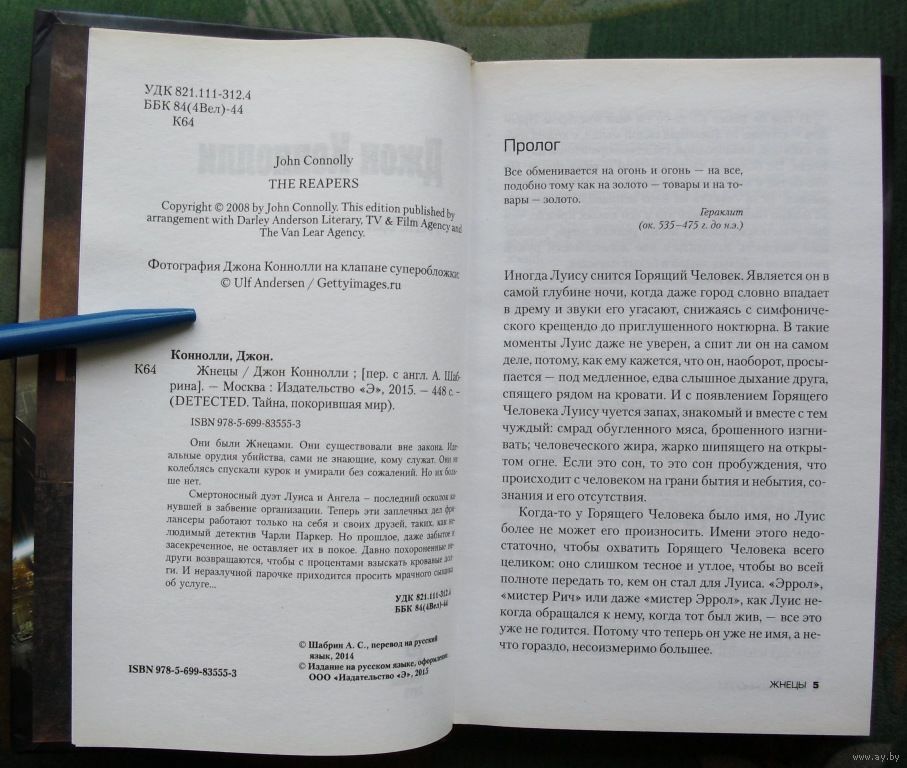 УДК 821.111-312.4
ББК 84(4Вел)-44
К64
John Connolly
THE REAPERS
Copyright © 2008 by John Connolly. This edition published by
arrangement with Darley Anderson Literary, TV & Film Agency and
The Van Lear Agency.
Фотография Джона Коннолли на клапане суперобложки:
© Ulf Andersen / Gettyimages.ru
Коннолли, Джон.
К64 Жнецы / Джон Коннолли ; [пер. с англ. А. Шаб-
рина]. — Москва : Издательство «Э», 2015. — 448 с. -
(DETECTED. Тайна, покорившая мир).
ISBN 978-5-699-83555-3
Они были Жнецами. Они существовали вне закона. Иде-
альные орудия убийства, сами не знающие, кому служат. Они не
колеблясь спускали курок и умирали без сожалений. Но их боль-
ше нет.
Смертоносный дуэт Луиса и Ангела – последний осколок ка-
нувшей в забвение организации. Теперь эти заплечных дел фри-
лансеры работают только на себя и своих друзей, таких, как не-
людимый детектив Чарли Паркер. Но прошлое, даже забытое и
засекреченное, не оставляет их в покое. Давно похороненные не-
други возвращаются, чтобы с процентами взыскать кровавые дол-
ги. И неразлучной парочке приходится просить мрачного сыщика
об услуге...
УДК 821.111-312.4
ББК 84(4Вел)-44
© Шабрин А. С., перевод на русский
язык, 2014
© Издание на русском языке, оформление.
ООО «Издательство «Э», 2015
ISBN 978-5-699-83555-3
Пролог
Все обменивается на огонь и огонь — на все,
подобно тому как на золото — товары и на то-
вары — золото.
Гераклит
(ок. 535–475 г. до н.э.)
Иногда Луису снится Горящий Человек. Является он в
самой глубине ночи, когда даже город словно впадает
в дрему и звуки его угасают, снижаясь с симфониче-
ского крещендо до приглушенного ноктюрна. В такие
моменты Луис даже не уверен, а спит ли он на самом
деле, потому, как ему кажется, что он, наоборот, просы-
пается — под медленное, едва слышное дыхание друга,
спящего рядом на кровати. И с появлением Горящего
Человека Луису чуется запах, знакомый и вместе с тем
чуждый: смрад обугленного мяса, брошенного изгни-
вать; человеческого жира, жарко шипящего на откры-
том огне. Если это сон, то это сон пробуждения, что
происходит с человеком на грани бытия и небытия, со-
знания и его отсутствия.
Когда-то у Горящего Человека было имя, но Луис
более не может его произносить. Имени этого недо-
статочно, чтобы охватить Горящего Человека всего
целиком: оно слишком тесное и утлое, чтобы во всей
полноте передать то, кем он стал для Луиса. «Эррол»,
«мистер Рич» или даже «мистер Эррол», как Луис не-
когда обращался к нему, когда тот был жив, — все это
уже не годится. Потому что теперь он уже не имя, а не-
что гораздо, несоизмеримо большее.
ЖНЕЦЫ 5
www.ay.by